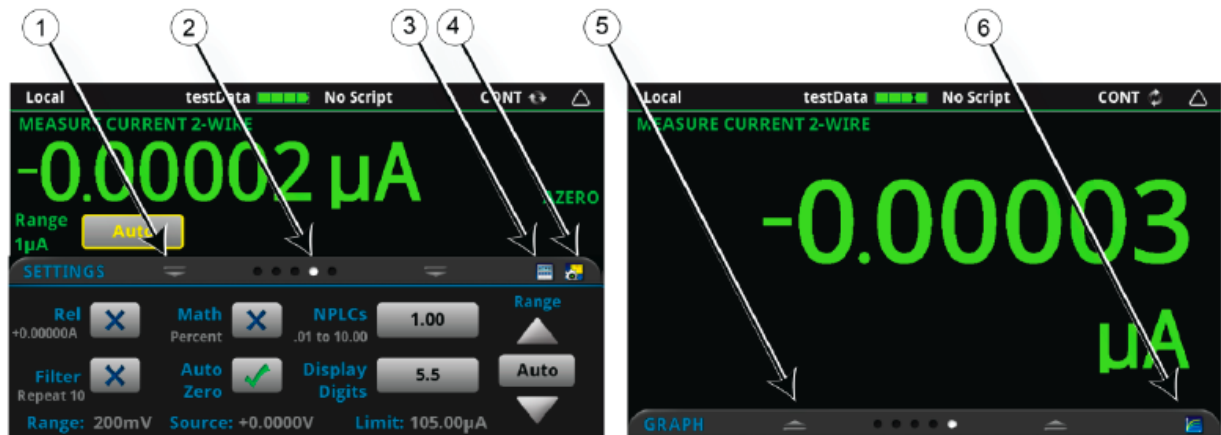 1 2 3 4 5 6
Local testData No Script CONT
MEASURE CURRENT 2-WIRE
-0.00002 µA
AZERO
Range
1µA Auto
SETTINGS
Rel
+0.00000A
Math
Percent
NPLCs
.01 to 10.00
1.00
Range
Filter
Repeat 10
Auto
Zero
Display
Digits
5.5
Auto
Range: 200mV Source: +0.0000V Limit: 105.00µA
Local testData No Script CONT
MEASURE CURRENT 2-WIRE
-0.00003
µA
GRAPH